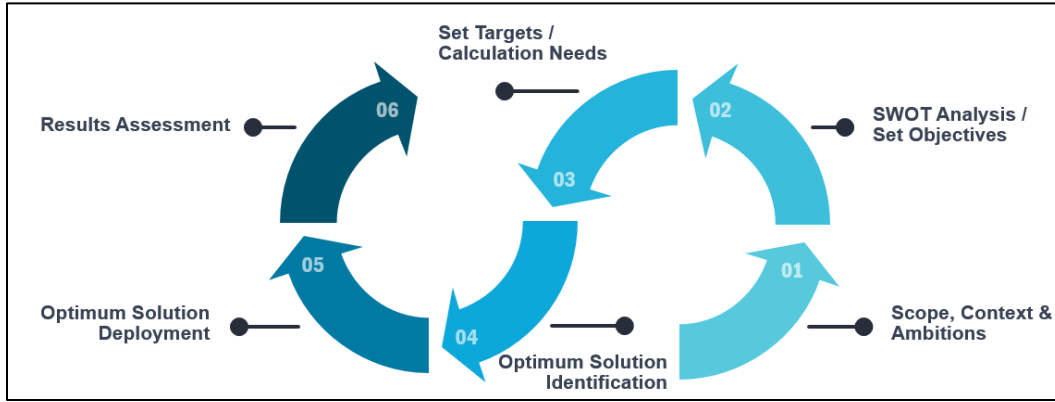 Set Targets /
Calculation Needs
06
02
Results Assessment
SWOT Analysis /
Set Objectives
03
05
01
Optimum Solution
Deployment
04
Optimum Solution
Identification
Scope, Context &
Ambitions